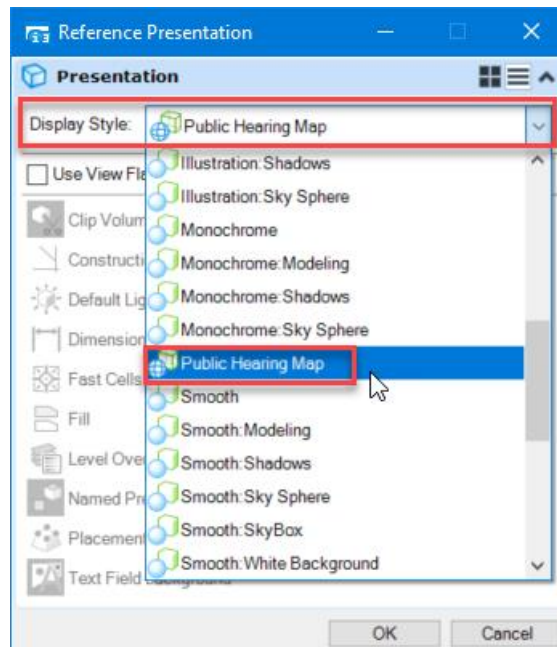 Reference Presentation
Presentation
Display Style: Public Hearing Map
Use View Fla
Illustration: Shadows
Illustration: Sky Sphere
Clip Volum
Monochrome
Constructi
Monochrome: Modeling
Default Lig
Monochrome: Shadows
Dimension
Monochrome: Sky Sphere
Public Hearing Map
Fast Cells
Smooth
Fill
Smooth: Modeling
Level Over
Smooth: Shadows
Named Pre
Smooth: Sky Sphere
Placement
Smooth: SkyBox
Smooth: White Background
Text Field
OK Cancel